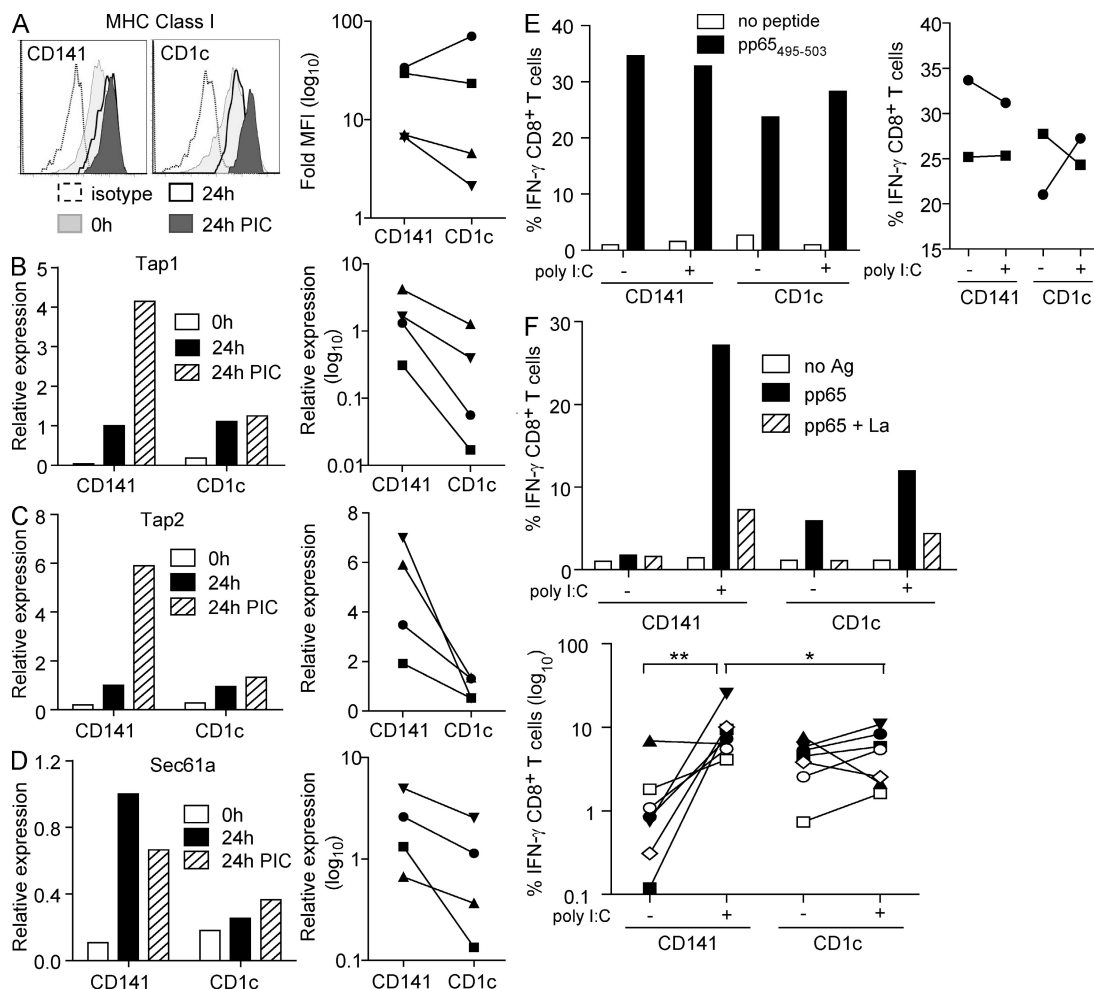 A
MHC Class I
CD141
CD1c
isotype
24h
0h
24h PIC
Fold MFI (log10)
100
10
1
CD141
CD1c
B
Tap1
Relative expression
5
4
3
2
1
0
0h
24h
24h PIC
CD141
CD1c
Relative expression
(log10)
10
1
0.1
0.01
CD141
CD1c
C
Tap2
Relative expression
8
6
4
2
0
0h
24h
24h PIC
CD141
CD1c
Relative expression
8
6
4
2
0
CD141
CD1c
D
Sec61a
Relative expression
1.2
0.8
0.4
0.0
0h
24h
24h PIC
CD141
CD1c
Relative expression
(log10)
10
1
0.1
CD141
CD1c
E
% IFN-γ CD8+ T cells
40
30
20
10
0
no peptide
pp65495-503
poly I:C - + - +
CD141
CD1c
% IFN-γ CD8+ T cells
40
35
30
25
20
15
poly I:C - + - +
CD141
CD1c
F
% IFN-γ CD8+ T cells
30
20
10
0
no Ag
pp65
pp65 + La
poly I:C - + - +
CD141
CD1c
% IFN-γ CD8+ T cells (log10)
100
10
1
0.1
**
*
poly I:C - + - +
CD141
CD1c